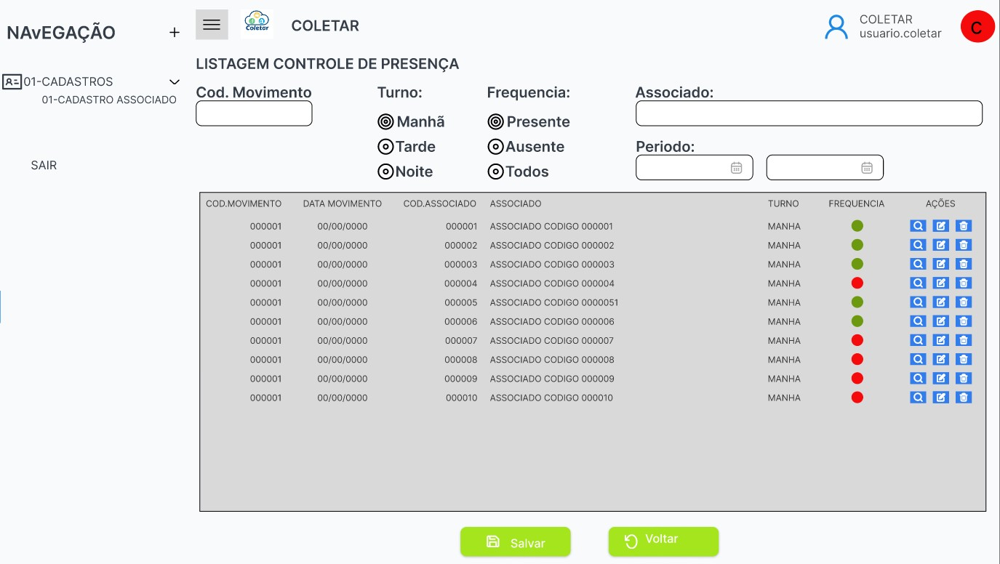 NAvEGAÇÃO +
Coletar
COLETAR
COLETAR
usuario.coletar
C
01-CADASTROS
01-CADASTRO ASSOCIADO
SAIR
LISTAGEM CONTROLE DE PRESENÇA
Cod. Movimento
Turno:
Manhã
Tarde
Noite
Frequencia:
Presente
Ausente
Todos
Associado:
Periodo:
COD.MOVIMENTO DATA MOVIMENTO COD.ASSOCIADO ASSOCIADO TURNO FREQUENCIA AÇÕES
000001 00/00/0000 000001 ASSOCIADO CODIGO 000001 MANHA
000001 00/00/0000 000002 ASSOCIADO CODIGO 000002 MANHA
000001 00/00/0000 000003 ASSOCIADO CODIGO 000003 MANHA
000001 00/00/0000 000004 ASSOCIADO CODIGO 000004 MANHA
000001 00/00/0000 000005 ASSOCIADO CODIGO 0000051 MANHA
000001 00/00/0000 000006 ASSOCIADO CODIGO 000006 MANHA
000001 00/00/0000 000007 ASSOCIADO CODIGO 000007 MANHA
000001 00/00/0000 000008 ASSOCIADO CODIGO 000008 MANHA
000001 00/00/0000 000009 ASSOCIADO CODIGO 000009 MANHA
000001 00/00/0000 000010 ASSOCIADO CODIGO 000010 MANHA
Salvar
Voltar